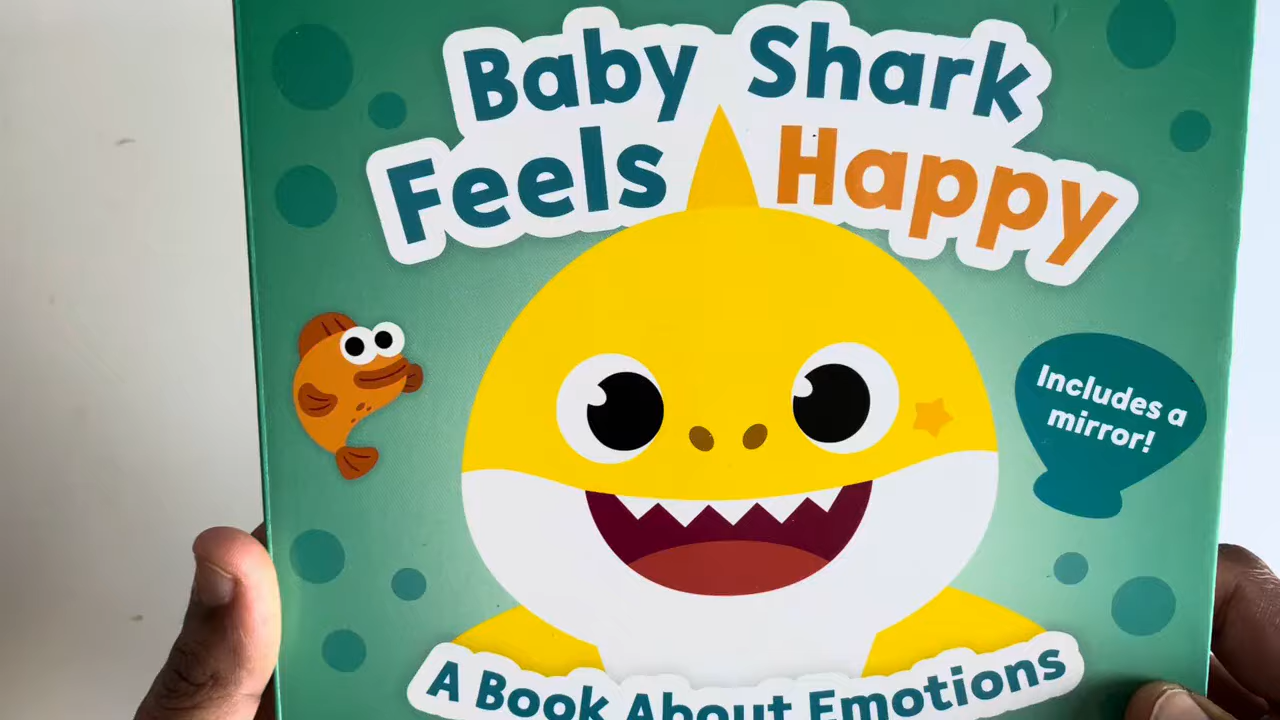 Baby Shark
Feels Happy
Includes a
mirror!
A Book About Emotions